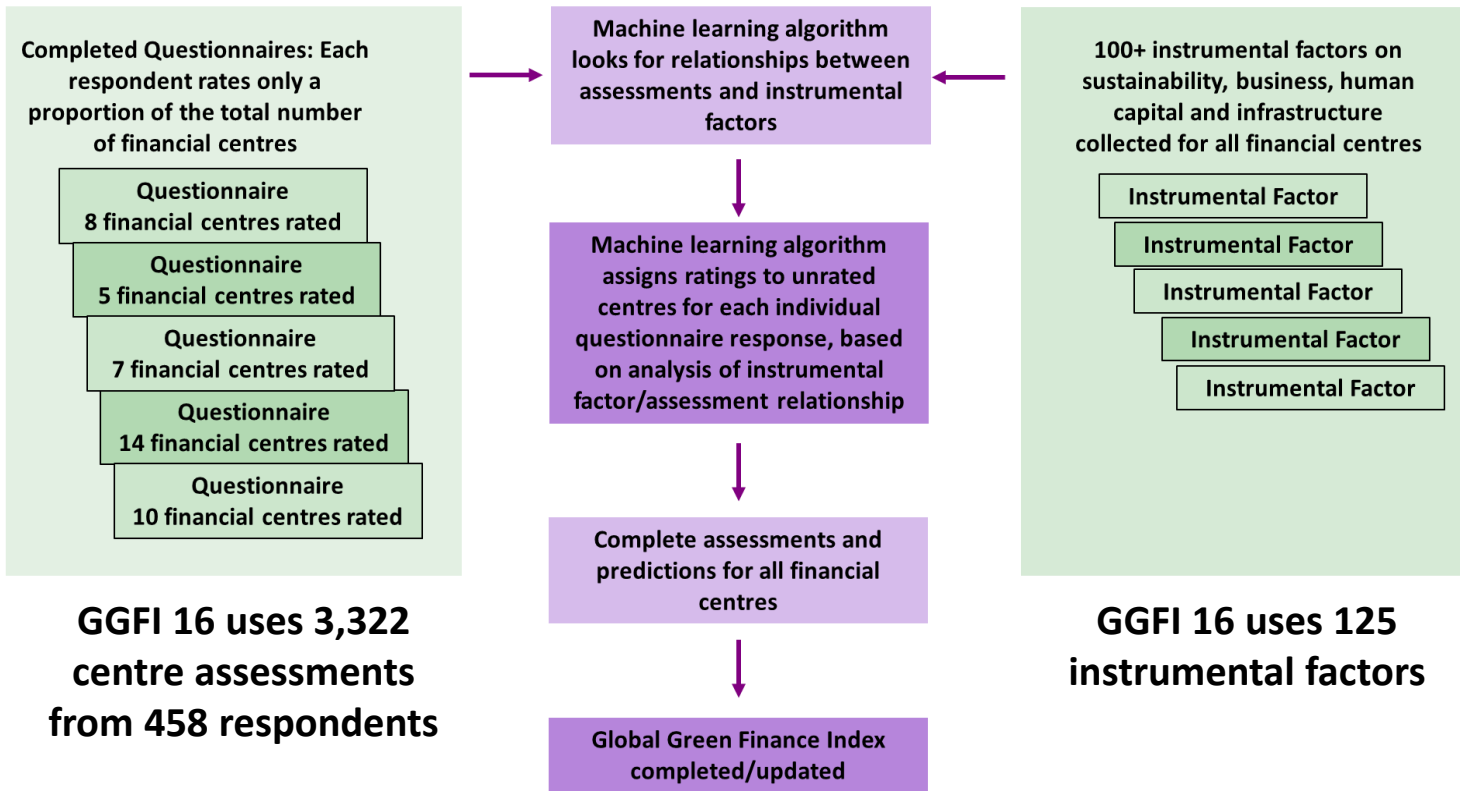 Completed Questionnaires: Each
respondent rates only a
proportion of the total number
of financial centres
Questionnaire
8 financial centres rated
Questionnaire
5 financial centres rated
Questionnaire
7 financial centres rated
Questionnaire
14 financial centres rated
Questionnaire
10 financial centres rated
GGFI 16 uses 3,322
centre assessments
from 458 respondents
Machine learning algorithm
looks for relationships between
assessments and instrumental
factors
Machine learning algorithm
assigns ratings to unrated
centres for each individual
questionnaire response, based
on analysis of instrumental
factor/assessment relationship
Complete assessments and
predictions for all financial
centres
Global Green Finance Index
completed/updated
100+ instrumental factors on
sustainability, business, human
capital and infrastructure
collected for all financial centres
Instrumental Factor
Instrumental Factor
Instrumental Factor
Instrumental Factor
Instrumental Factor
GGFI 16 uses 125
instrumental factors